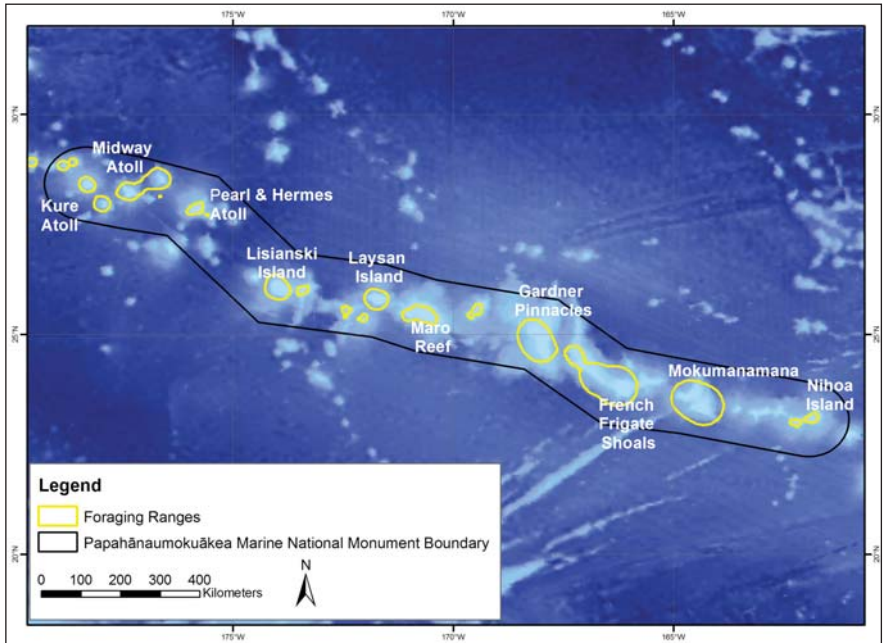 30°N
25°N
20°N
30°N
25°N
20°N
Midway
Atoll
Kure
Atoll
Pearl & Hermes
Atoll
Lisianski
Island
Laysan
Island
Maro
Reef
Gardner
Pinnacles
French
Frigate
Shoals
Mokumanamana
Nihoa
Island
Legend
Foraging Ranges
Papahānaumokuākea Marine National Monument Boundary
0 100 200 300 400
Kilometers
N
175°W
170°W
165°W
175°W
170°W
165°W